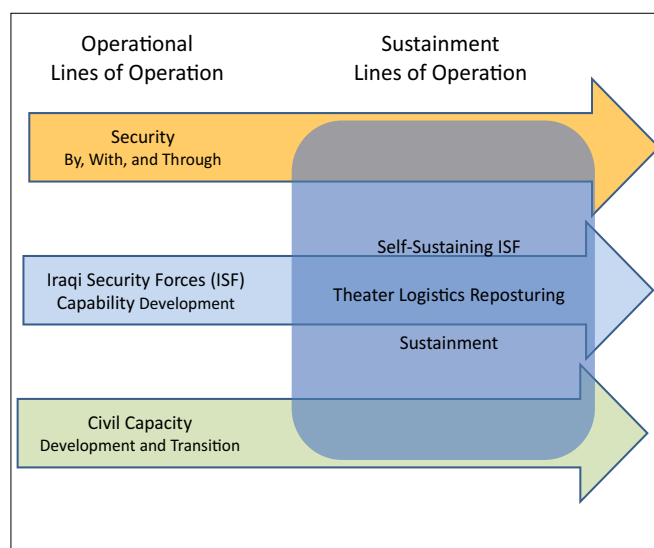 Operational
Lines of Operation
Sustainment
Lines of Operation
Security
By, With, and Through
Iraqi Security Forces (ISF)
Capability Development
Self-Sustaining ISF
Theater Logistics Reposturing
Sustainment
Civil Capacity
Development and Transition